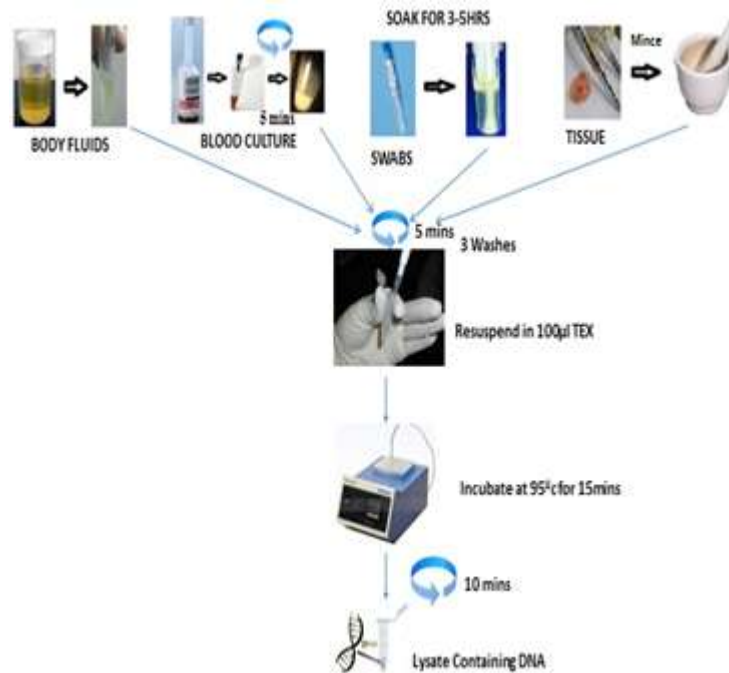 SOAK FOR 3-5HRS
Mince
5 mins
BODY FLUIDS
BLOOD CULTURE
SWABS
TISSUE
5 mins
3 Washes
Resuspend in 100µl TEX
Incubate at 95°c for 15mins
10 mins
Lysate Containing DNA